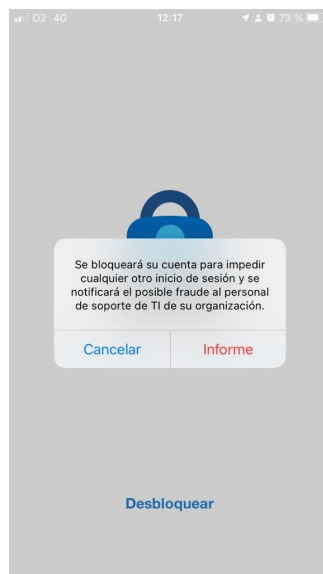 O2 4G 12:17 73 %
Se bloqueará su cuenta para impedir
cualquier otro inicio de sesión y se
notificará el posible fraude al personal
de soporte de TI de su organización.
Cancelar Informe
Desbloquear